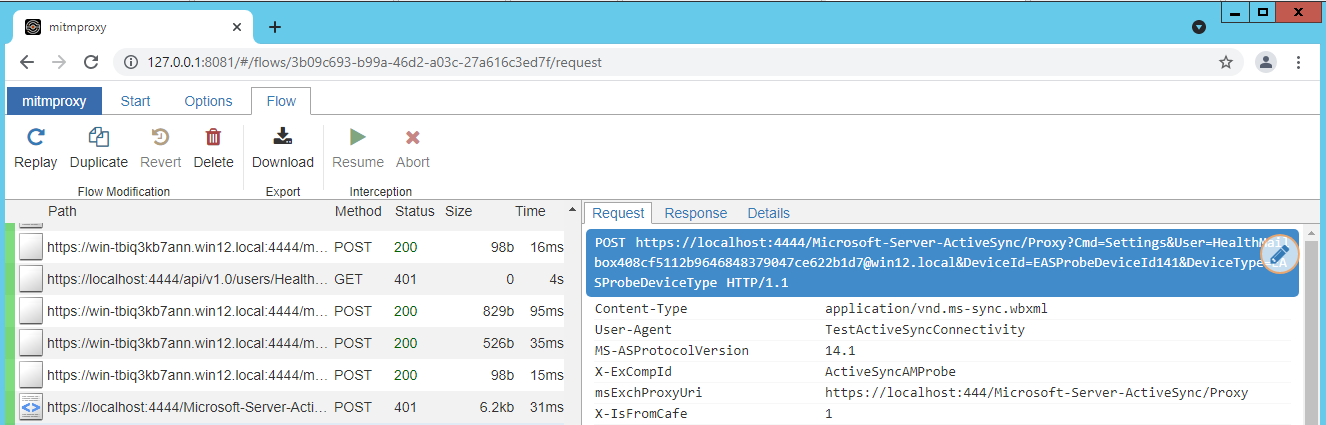 mitmproxy
127.0.0.1:8081/#/flows/3b09c693-b99a-46d2-a03c-27a616c3ed7f/request
mitmproxy Start Options Flow
Replay Duplicate Revert Delete Download Resume Abort
Flow Modification Export Interception
Path Method Status Size Time
https://win-tbiq3kb7ann.win12.local:4444/m... POST 200 98b 16ms
https://localhost:4444/api/v1.0/users/Health... GET 401 0 4s
https://win-tbiq3kb7ann.win12.local:4444/m... POST 200 829b 95ms
https://win-tbiq3kb7ann.win12.local:4444/m... POST 200 526b 35ms
https://win-tbiq3kb7ann.win12.local:4444/m... POST 200 98b 15ms
https://localhost:4444/Microsoft-Server-Acti... POST 401 6.2kb 31ms
Request Response Details
POST https://localhost:4444/Microsoft-Server-ActiveSync/Proxy?Cmd=Settings&User=HealthMail
box408cf5112b9646848379047ce622b1d7@win12.local&DeviceId=EASProbeDeviceId141&DeviceType=EA
SProbeDeviceType HTTP/1.1
Content-Type application/vnd.ms-sync.wbxml
User-Agent TestActiveSyncConnectivity
MS-ASProtocolVersion 14.1
X-ExCompId ActiveSyncAMProbe
msExchProxyUri https://localhost:444/Microsoft-Server-ActiveSync/Proxy
X-IsFromCafe 1